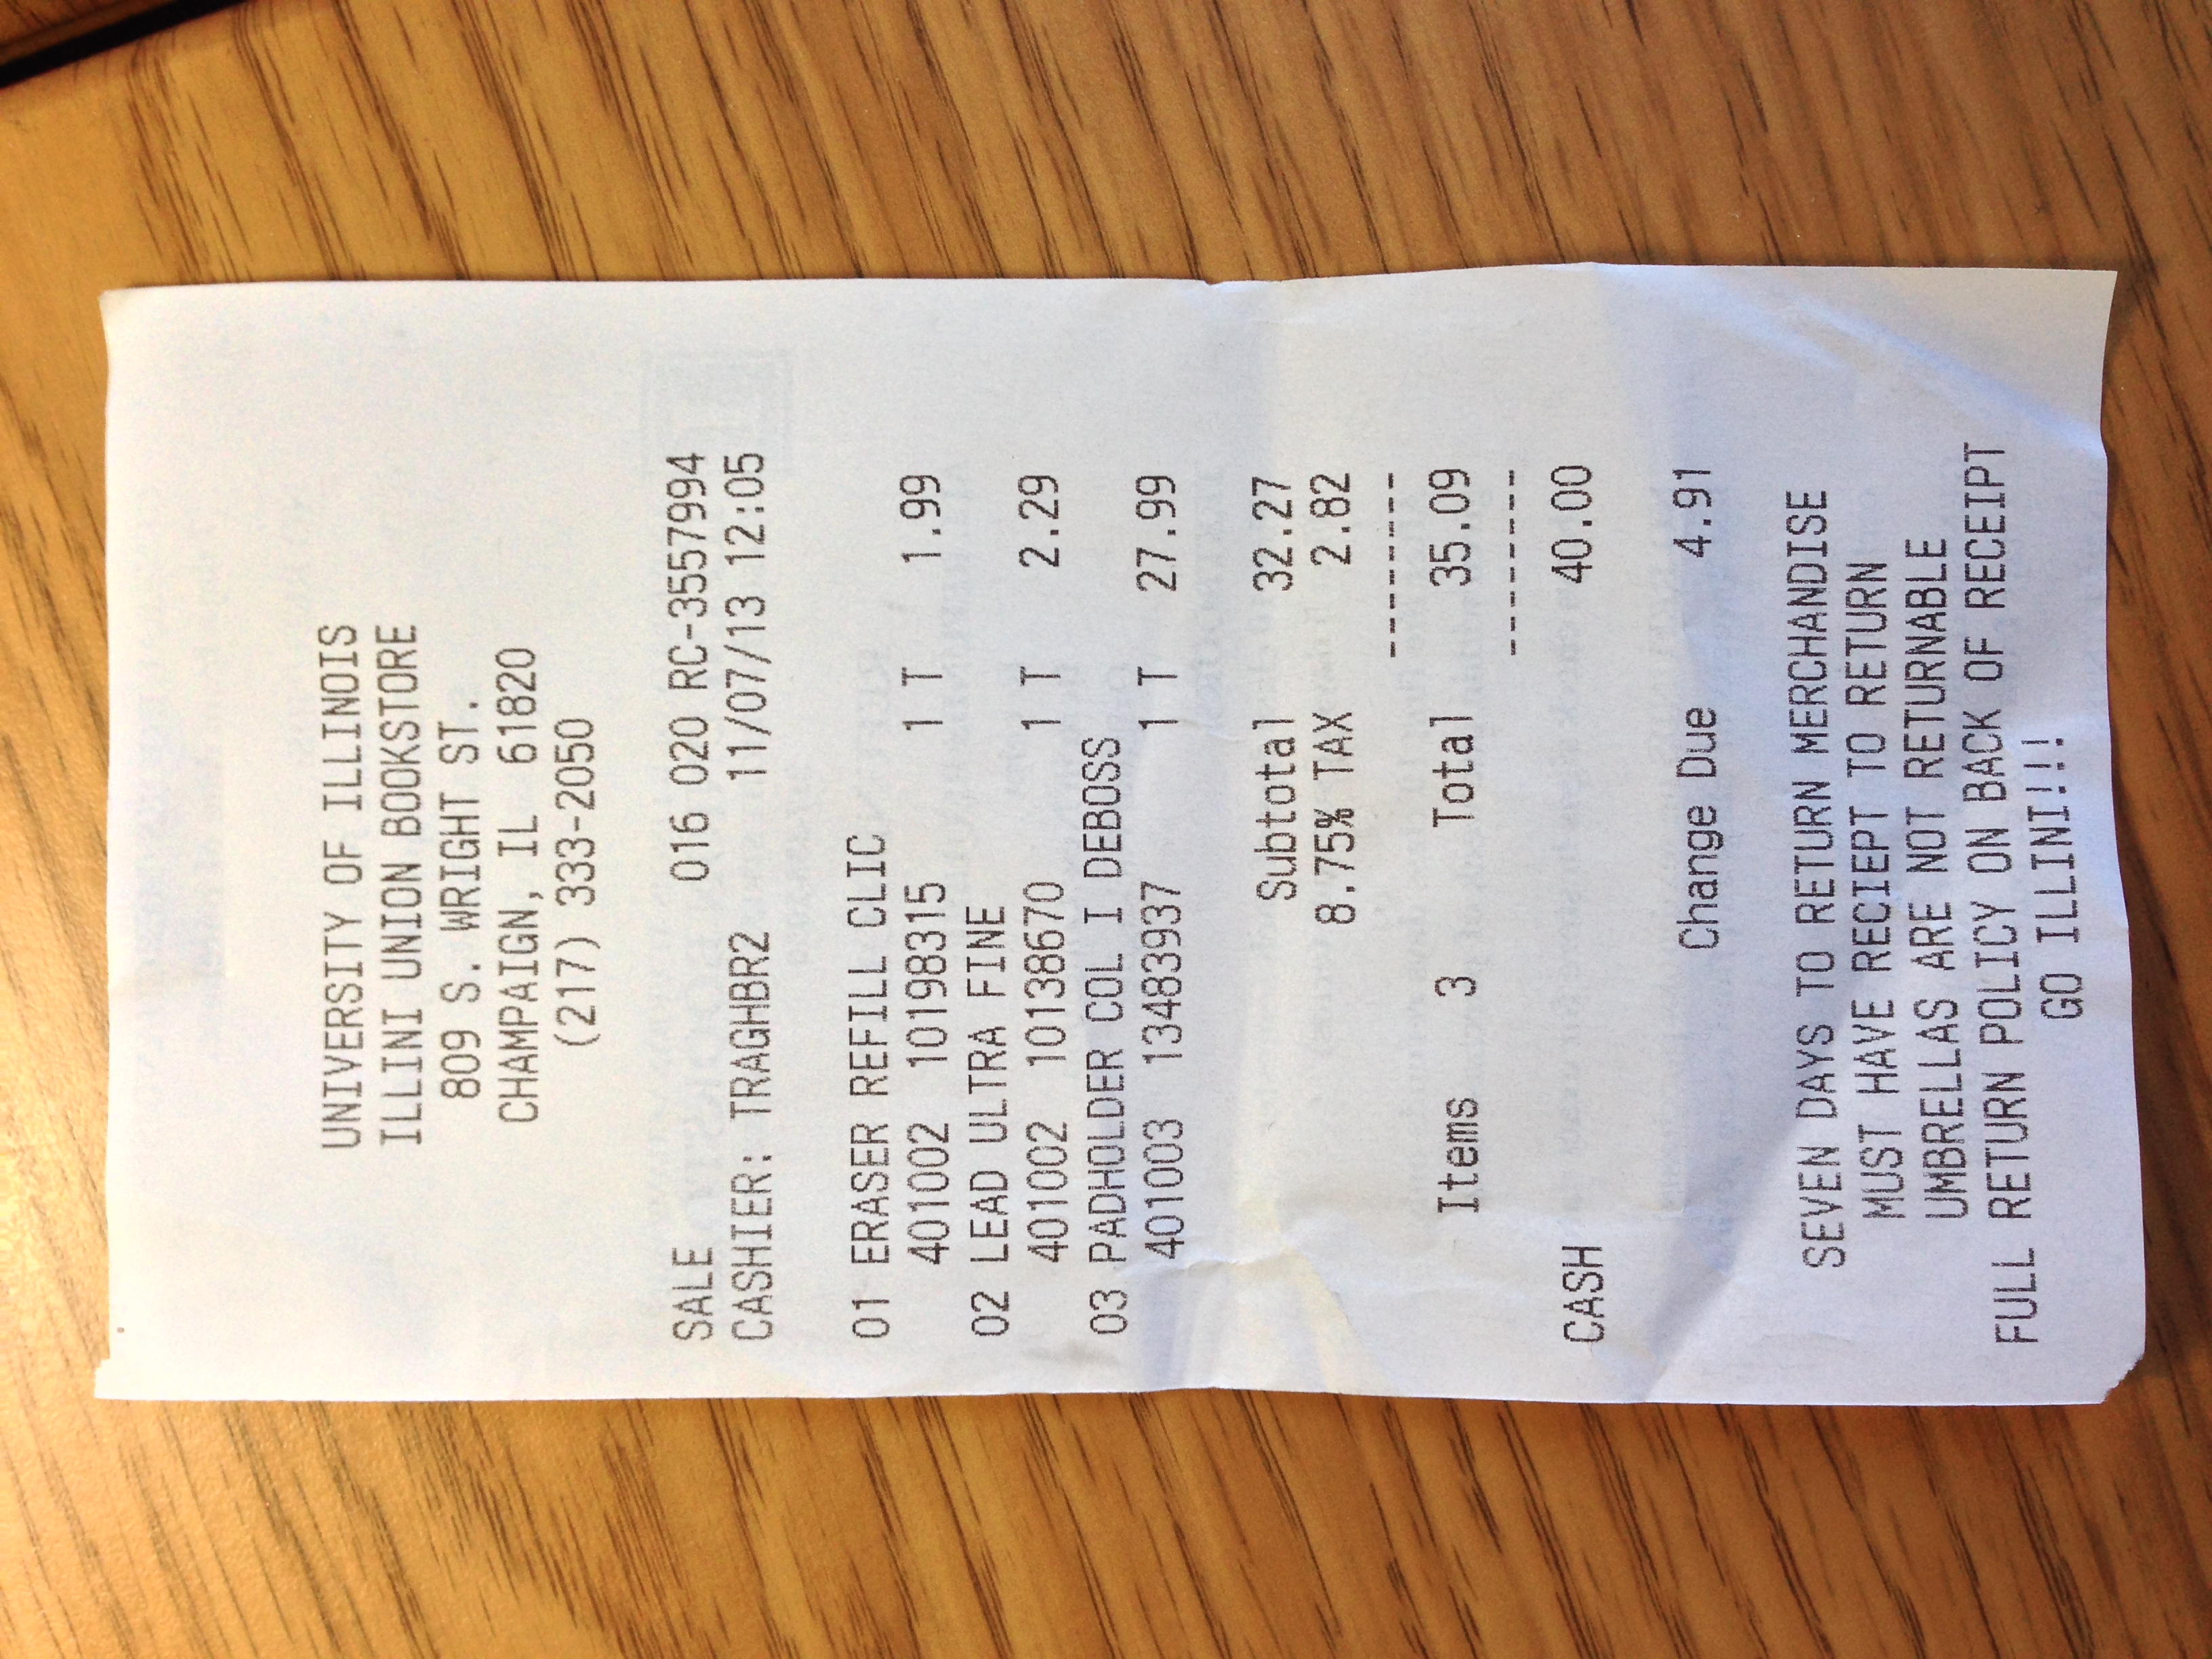 UNIVERSITY OF ILLINOIS
ILLINI UNION BOOKSTORE
809 S. WRIGHT ST.
CHAMPAIGN, IL 61820
(217) 333-2050
SALE 016 020 RC-3557994
CASHIER: TRAGHBR2 11/07/13 12:05
01 ERASER REFILL CLIC
401002 10198315 1 T 1.99
02 LEAD ULTRA FINE
401002 10138670 1 T 2.29
03 PADHOLDER COL I DEBOSS
401003 13483937 1 T 27.99
Subtotal 32.27
8.75% TAX 2.82
--------
Items 3 Total 35.09
--------
CASH 40.00
Change Due 4.91
SEVEN DAYS TO RETURN MERCHANDISE
MUST HAVE RECIEPT TO RETURN
UMBRELLAS ARE NOT RETURNABLE
FULL RETURN POLICY ON BACK OF RECEIPT
GO ILLINI!!!